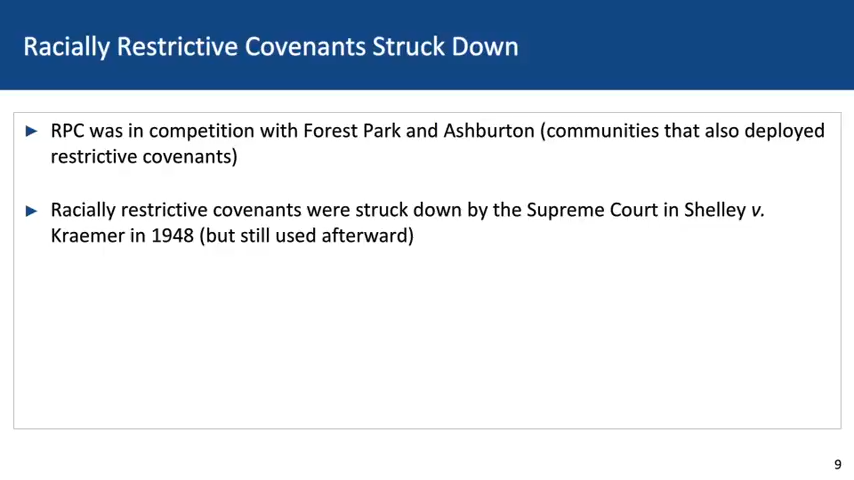 Racially Restrictive Covenants Struck Down
► RPC was in competition with Forest Park and Ashburton (communities that also deployed
restrictive covenants)
► Racially restrictive covenants were struck down by the Supreme Court in Shelley v.
Kraemer in 1948 (but still used afterward)
9